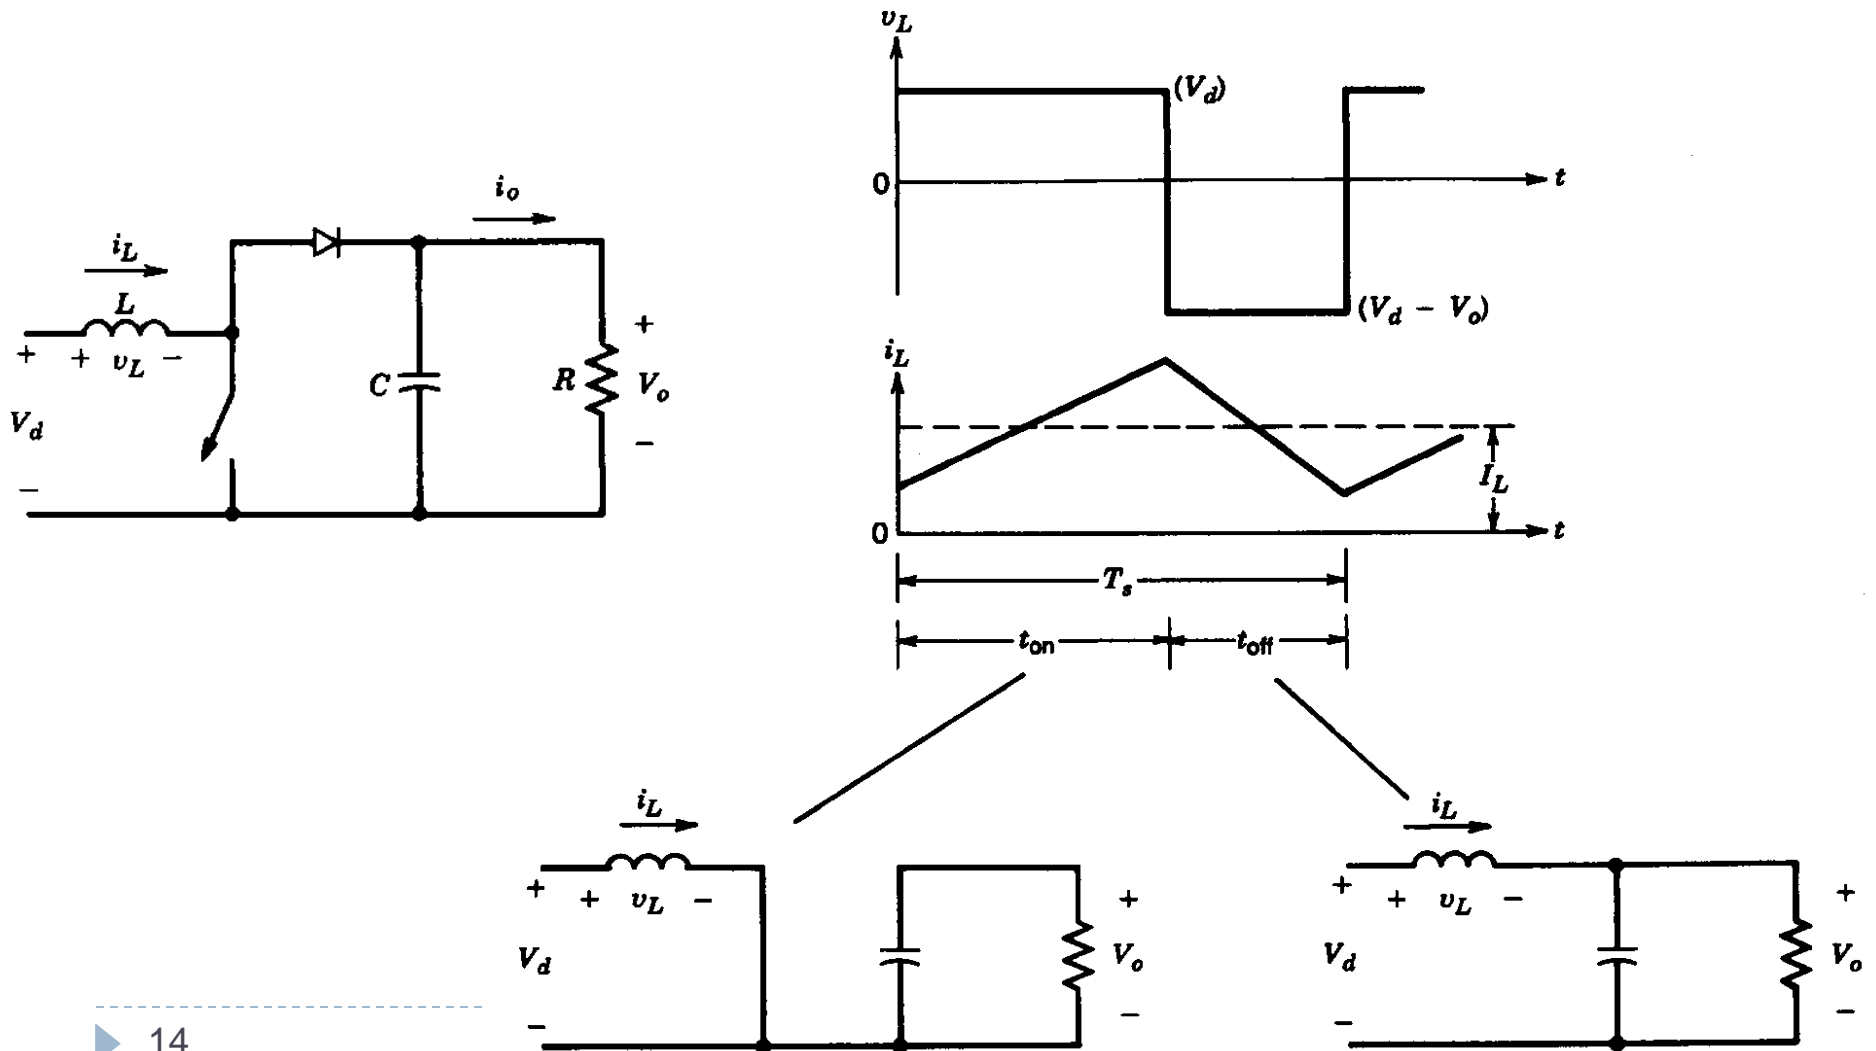 i_o
i_L
L
+ + v_L −
V_d
−
C
R
+
V_o
−
v_L
(V_d)
0
t
(V_d − V_o)
i_L
I_L
0
t
T_s
t_on
t_off
i_L
+ + v_L −
V_d
−
+
V_o
−
i_L
+ + v_L −
V_d
−
+
V_o
−
14